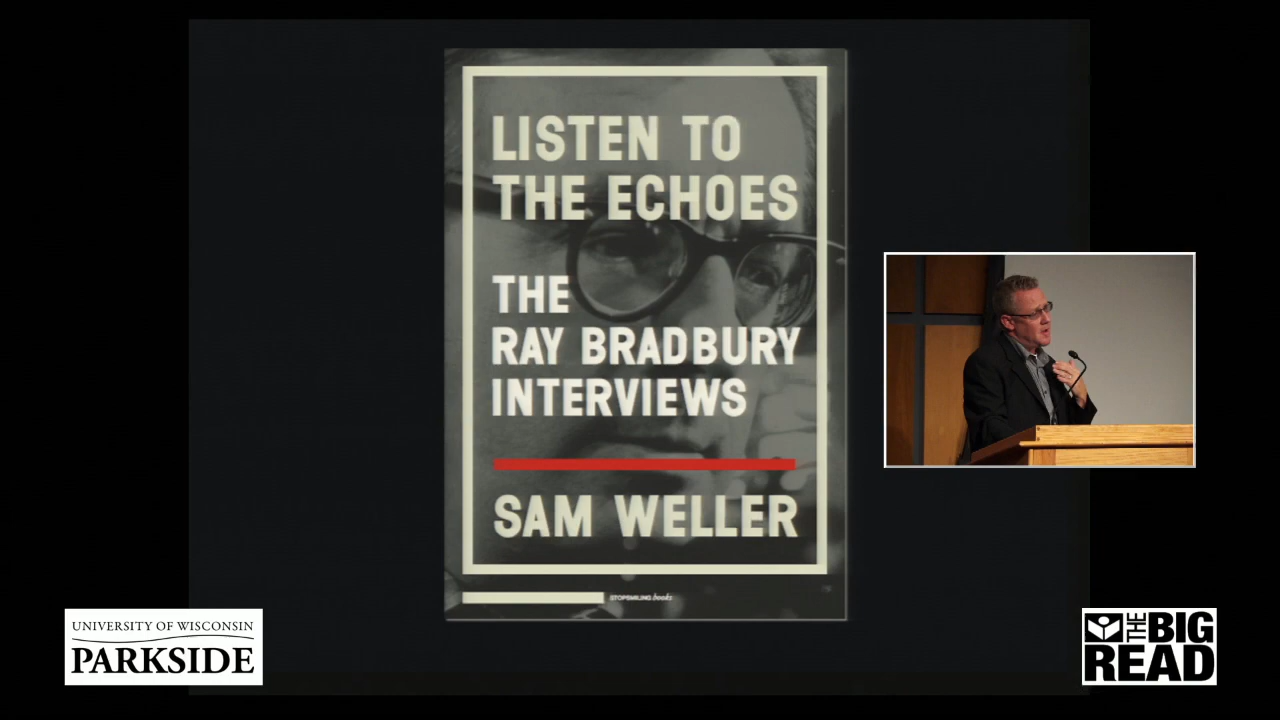 LISTEN TO
THE ECHOES
THE
RAY BRADBURY
INTERVIEWS
SAM WELLER
STOPSMILING books
UNIVERSITY OF WISCONSIN
PARKSIDE
THE BIG
READ